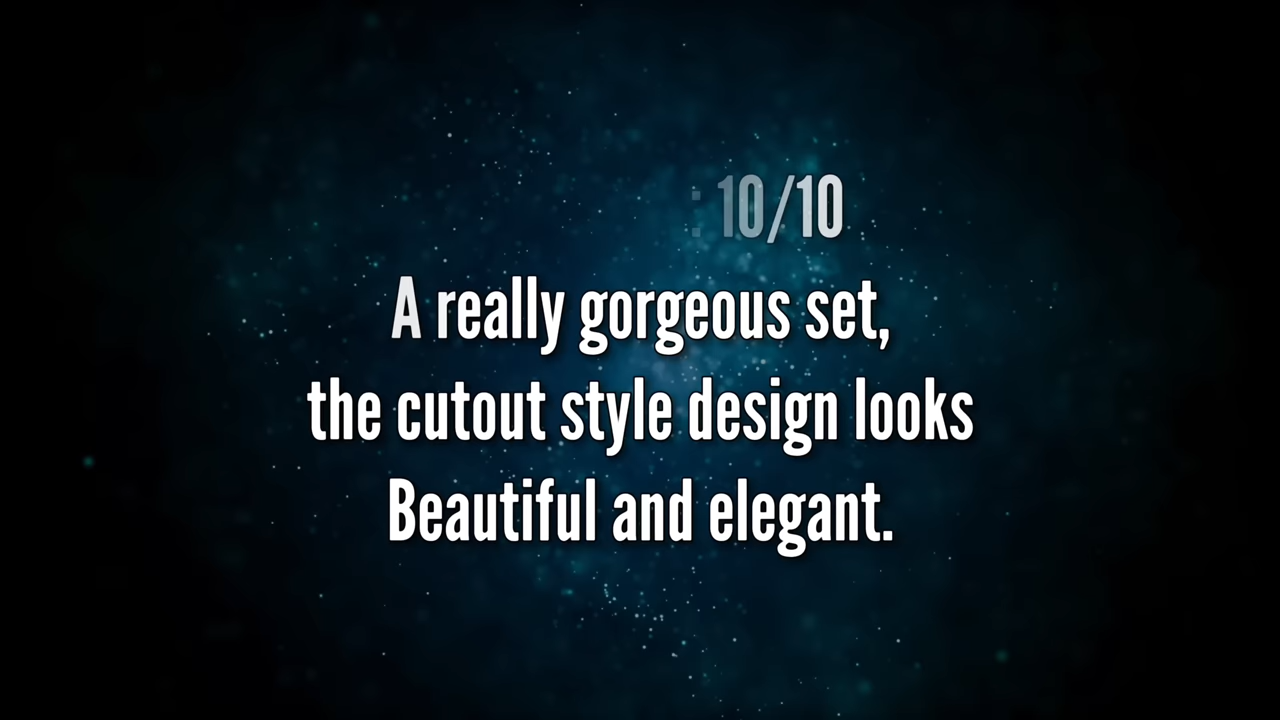 : 10/10
A really gorgeous set,
the cutout style design looks
Beautiful and elegant.